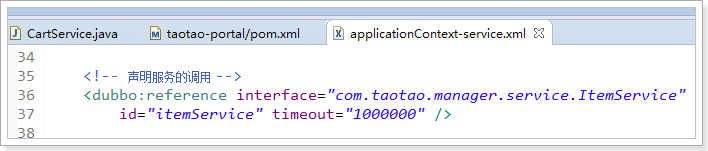 CartService.java
taotao-portal/pom.xml
applicationContext-service.xml
34
35 <!-- 声明服务的调用 -->
36 <dubbo:reference interface="com.taotao.manager.service.ItemService"
37 id="itemService" timeout="1000000" />
38